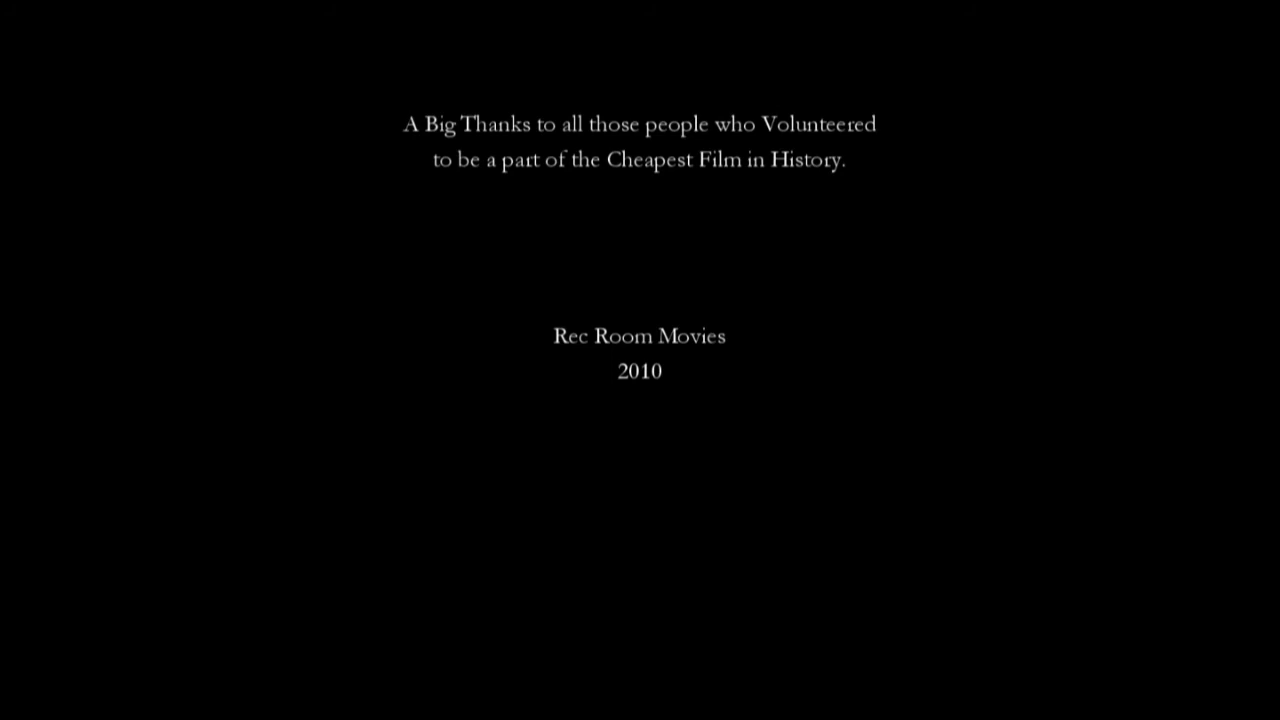 A Big Thanks to all those people who Volunteered
to be a part of the Cheapest Film in History.
Rec Room Movies
2010